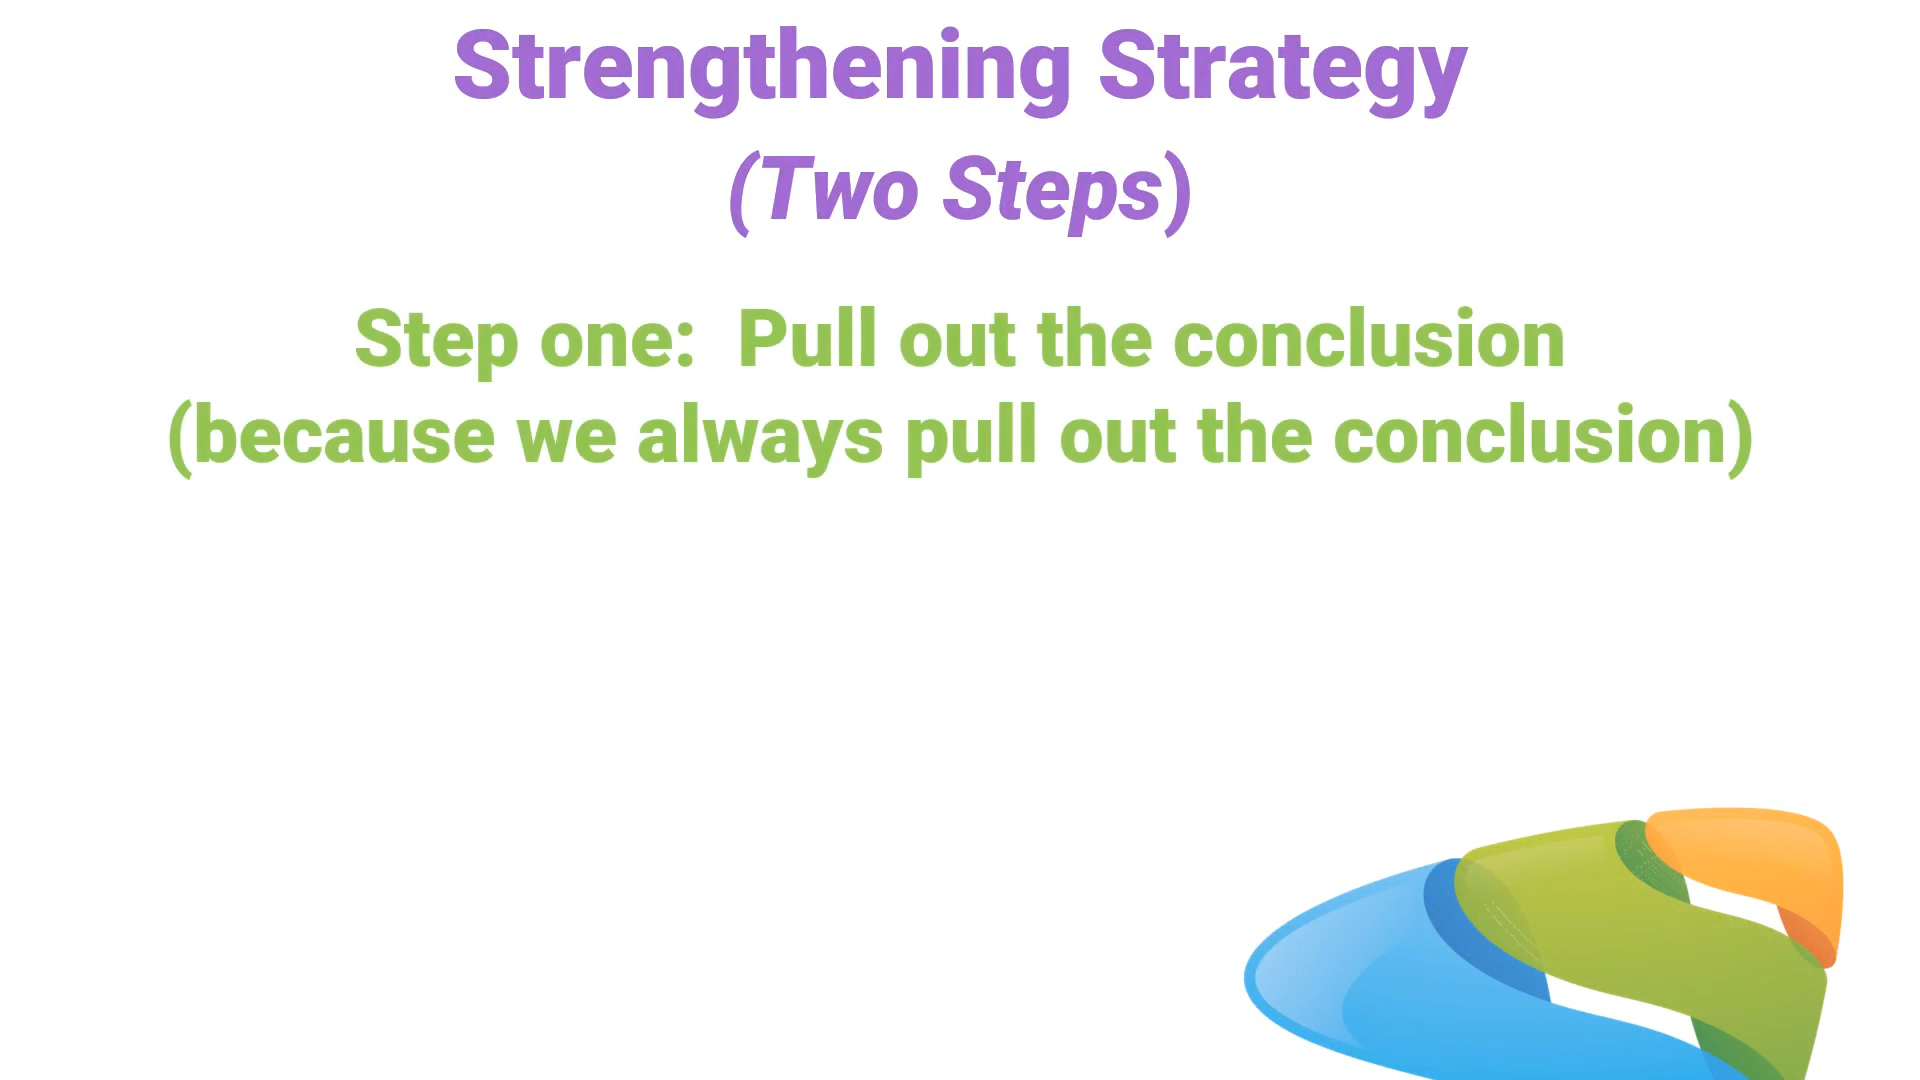 Strengthening Strategy
(Two Steps)
Step one:  Pull out the conclusion
(because we always pull out the conclusion)